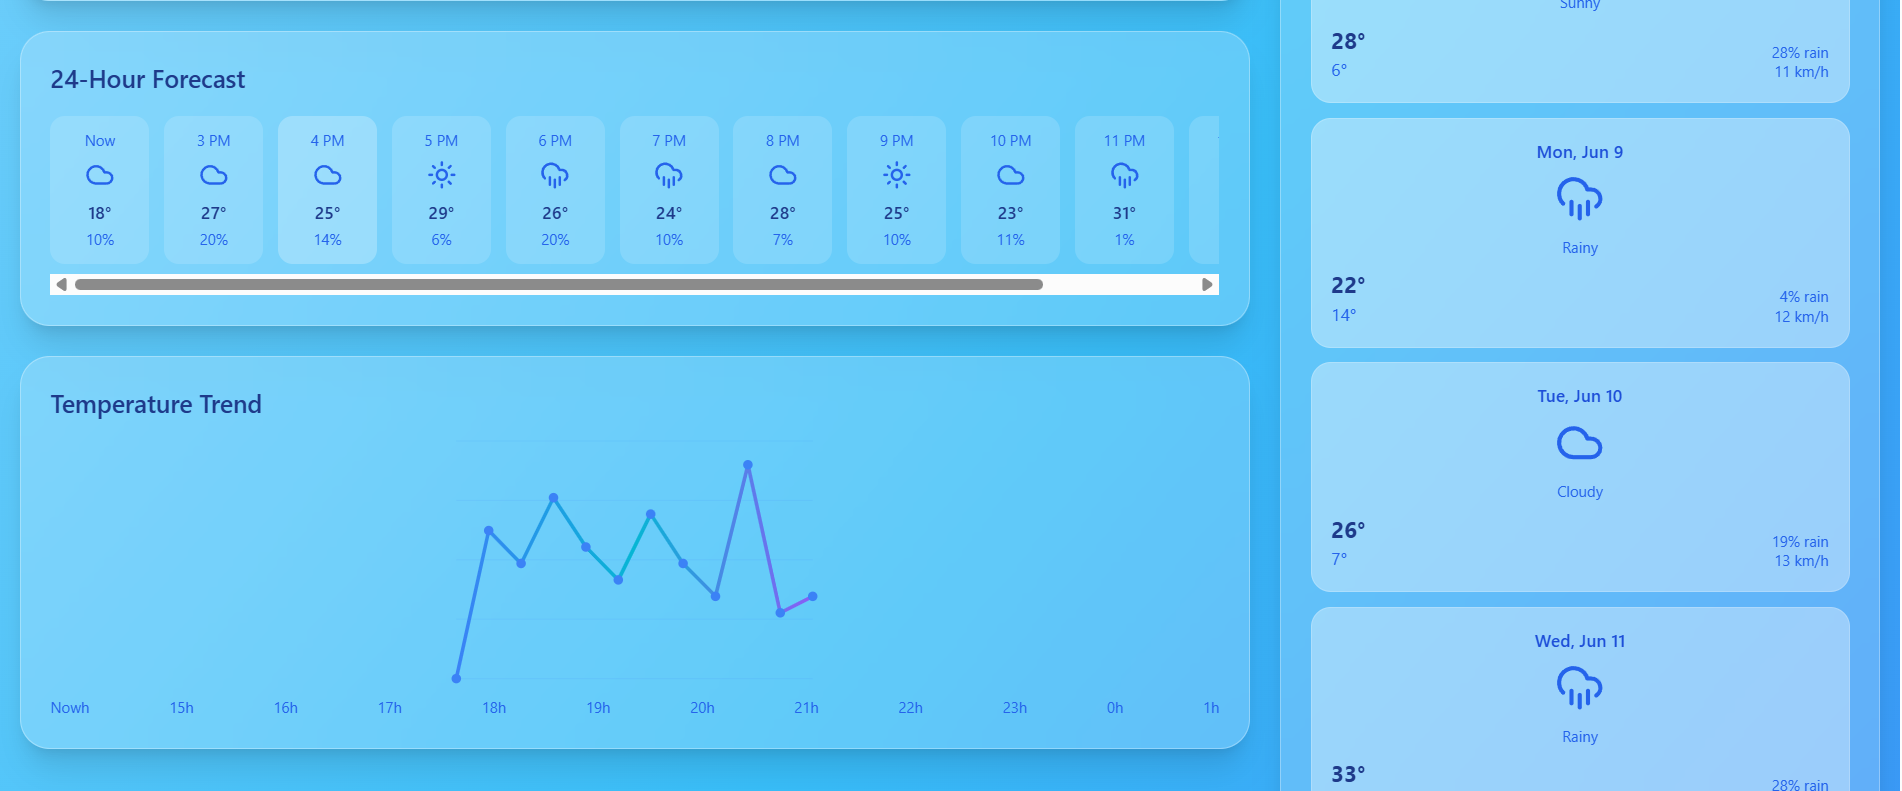 24-Hour Forecast
Now 3 PM 4 PM 5 PM 6 PM 7 PM 8 PM 9 PM 10 PM 11 PM
18° 27° 25° 29° 26° 24° 28° 25° 23° 31°
10% 20% 14% 6% 20% 10% 7% 10% 11% 1%
Temperature Trend
Nowh 15h 16h 17h 18h 19h 20h 21h 22h 23h 0h 1h
Sunny
28°
6°
28% rain
11 km/h
Mon, Jun 9
Rainy
22°
14°
4% rain
12 km/h
Tue, Jun 10
Cloudy
26°
7°
19% rain
13 km/h
Wed, Jun 11
Rainy
33°
28% rain